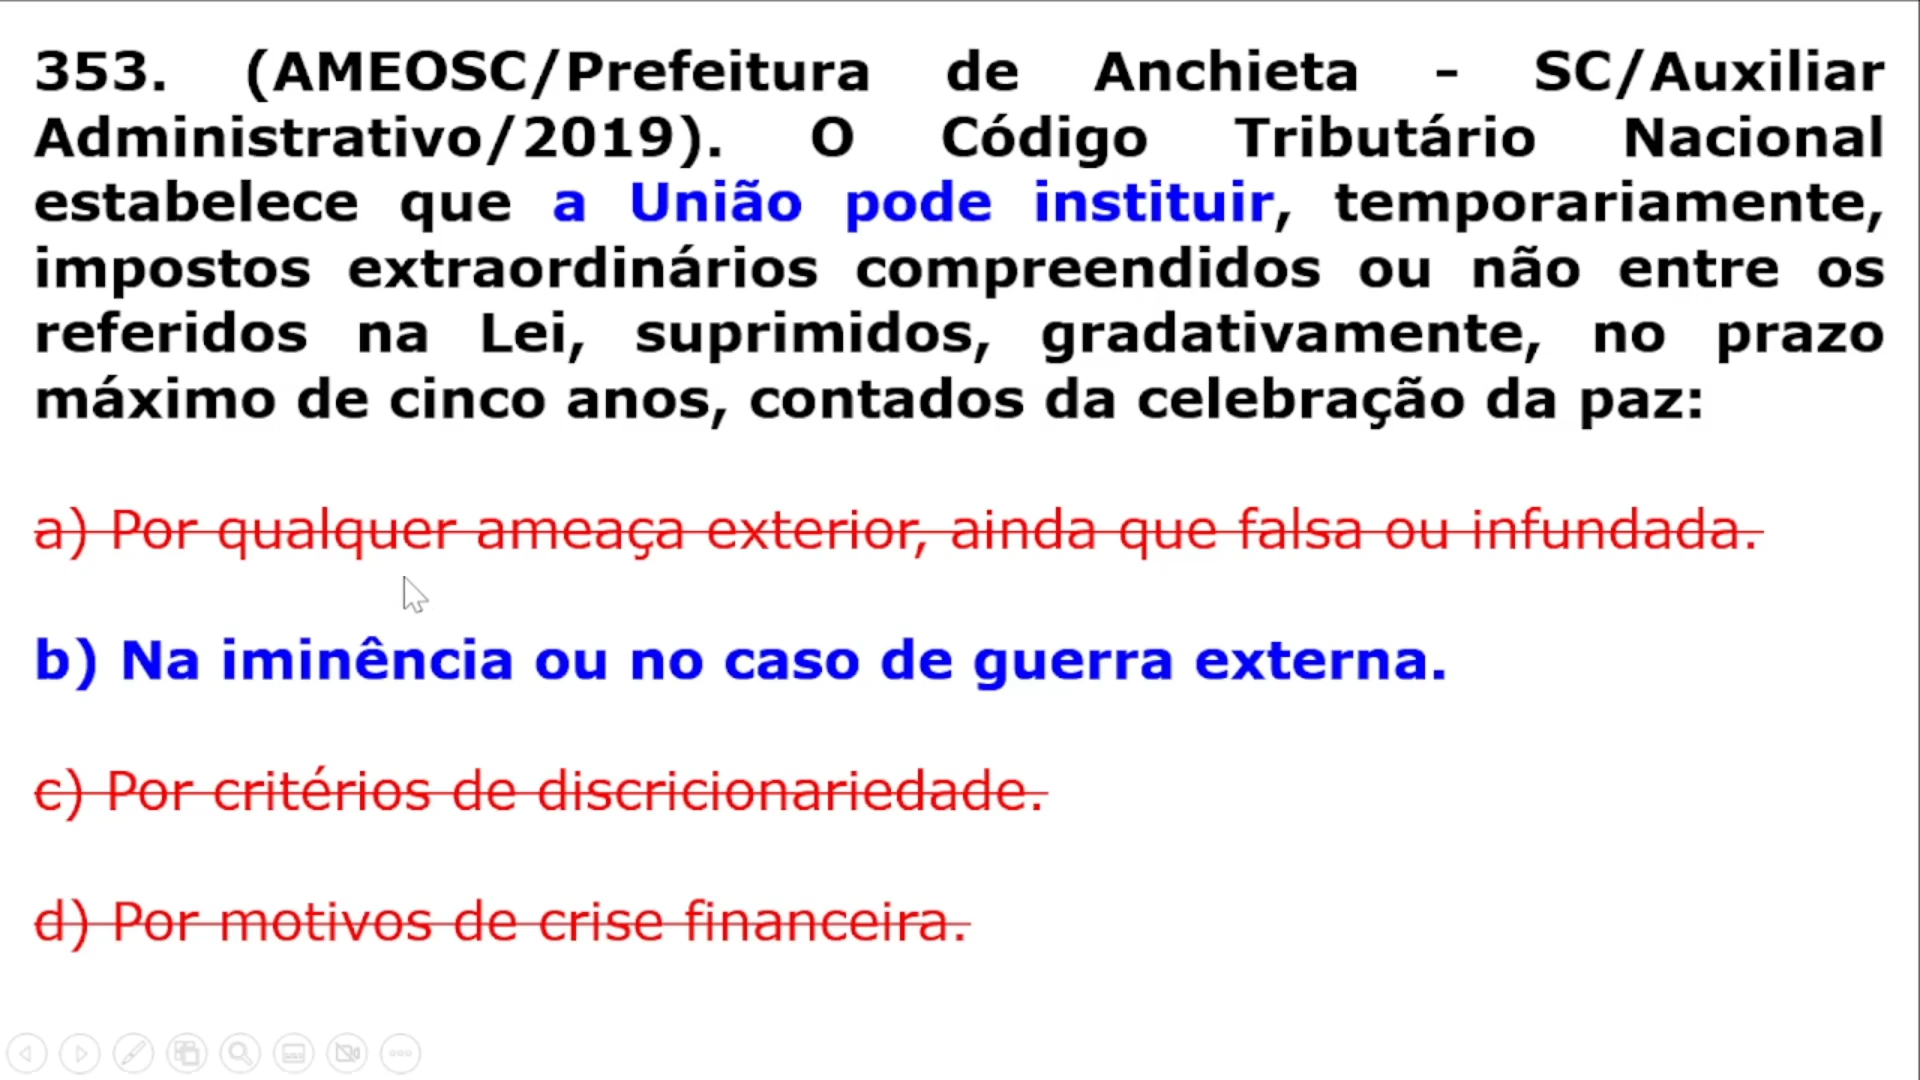 353. (AMEOSC/Prefeitura de Anchieta - SC/Auxiliar
Administrativo/2019). O Código Tributário Nacional
estabelece que a União pode instituir, temporariamente,
impostos extraordinários compreendidos ou não entre os
referidos na Lei, suprimidos, gradativamente, no prazo
máximo de cinco anos, contados da celebração da paz:
a) Por qualquer ameaça exterior, ainda que falsa ou infundada.
b) Na iminência ou no caso de guerra externa.
c) Por critérios de discricionariedade.
d) Por motivos de crise financeira.